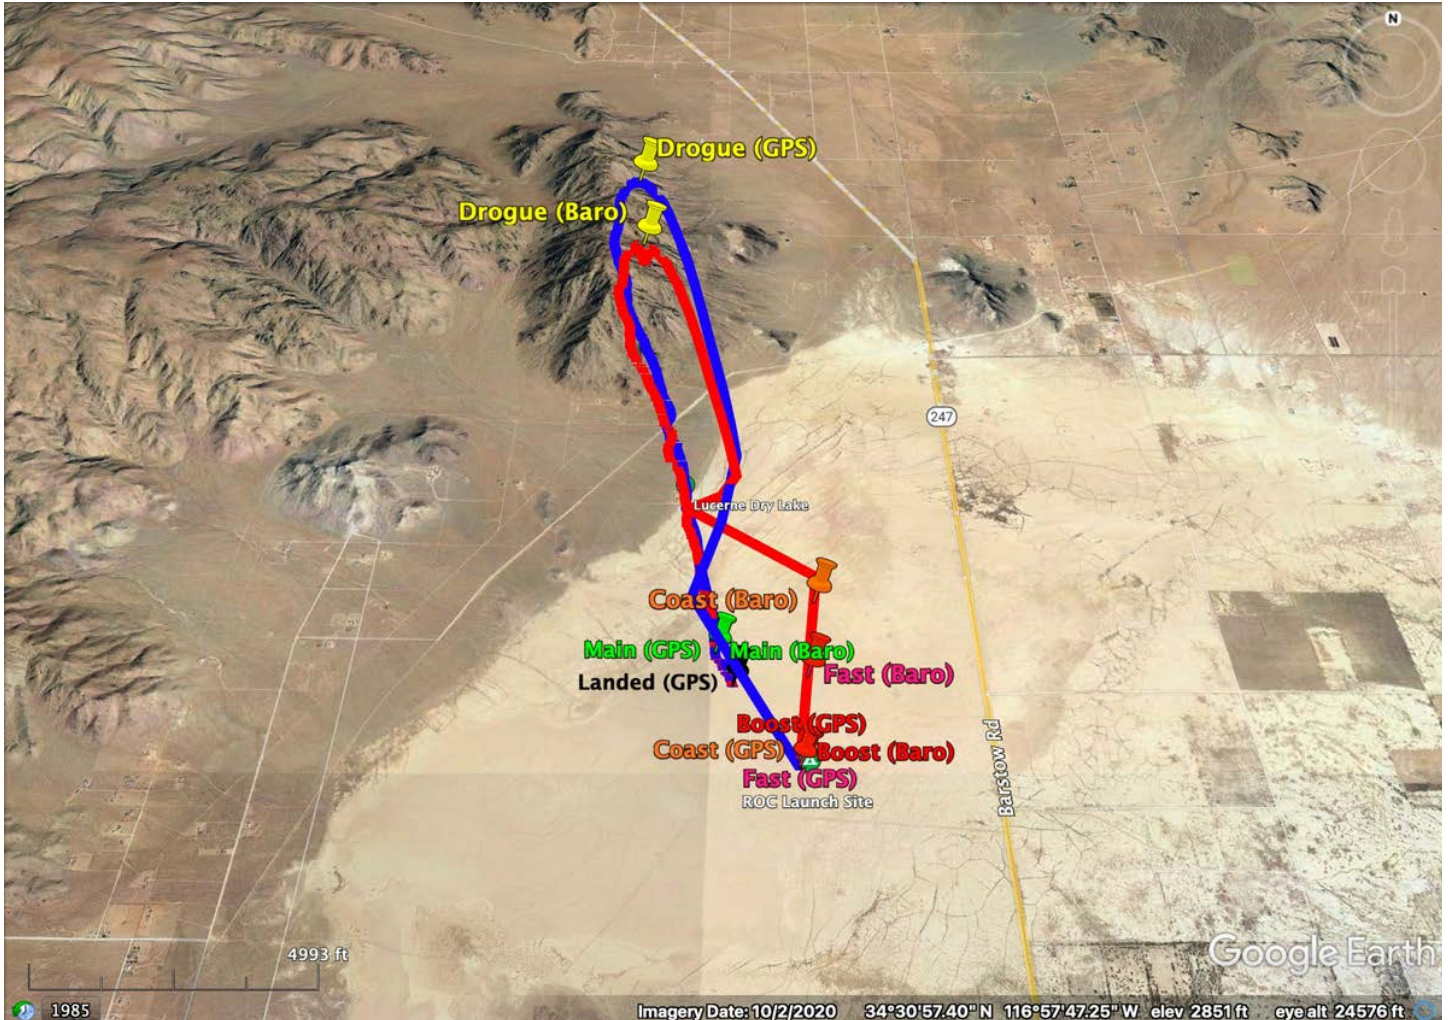 N
Drogue (GPS)
Drogue (Baro)
247
Lucerne Dry Lake
Coast (Baro)
Main (GPS)
Main (Baro)
Fast (Baro)
Landed (GPS)
Boost (GPS)
Coast (GPS)
Boost (Baro)
Fast (GPS)
ROC Launch Site
Barstow Rd
4993 ft
Google Earth
1985
Imagery Date: 10/2/2020 34°30'57.40" N 116°57'47.25" W elev 2851 ft eye alt 24576 ft